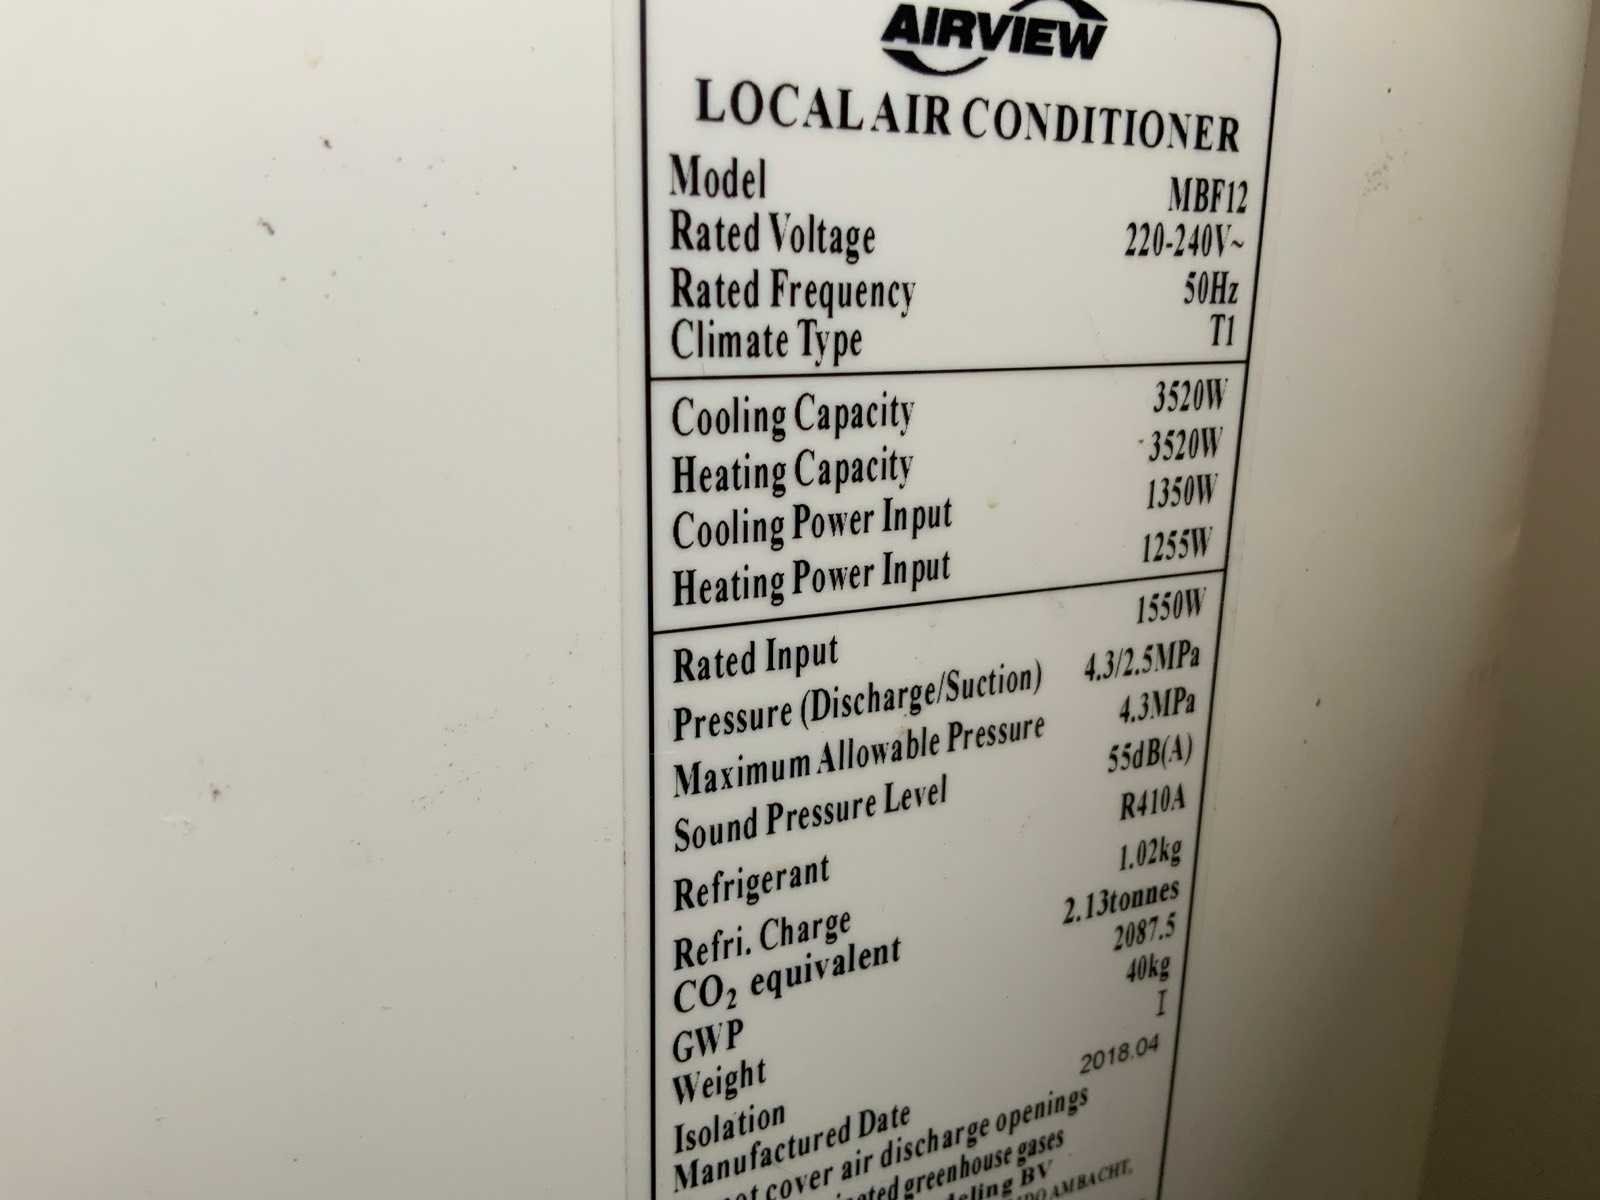 AIRVIEW
LOCAL AIR CONDITIONER
Model MBF12
Rated Voltage 220-240V~
Rated Frequency 50Hz
Climate Type T1
Cooling Capacity 3520W
Heating Capacity 3520W
Cooling Power Input 1350W
Heating Power Input 1255W
Rated Input 1550W
Pressure (Discharge/Suction) 4.3/2.5MPa
Maximum Allowable Pressure 4.3MPa
Sound Pressure Level 55dB(A)
Refrigerant R410A
Refri. Charge 1.02kg
CO₂ equivalent 2.13tonnes
GWP 2087.5
Weight 40kg
Isolation I
Manufactured Date 2018.04
cover air discharge openings
greenhouse gases
BV
AMBACHT,